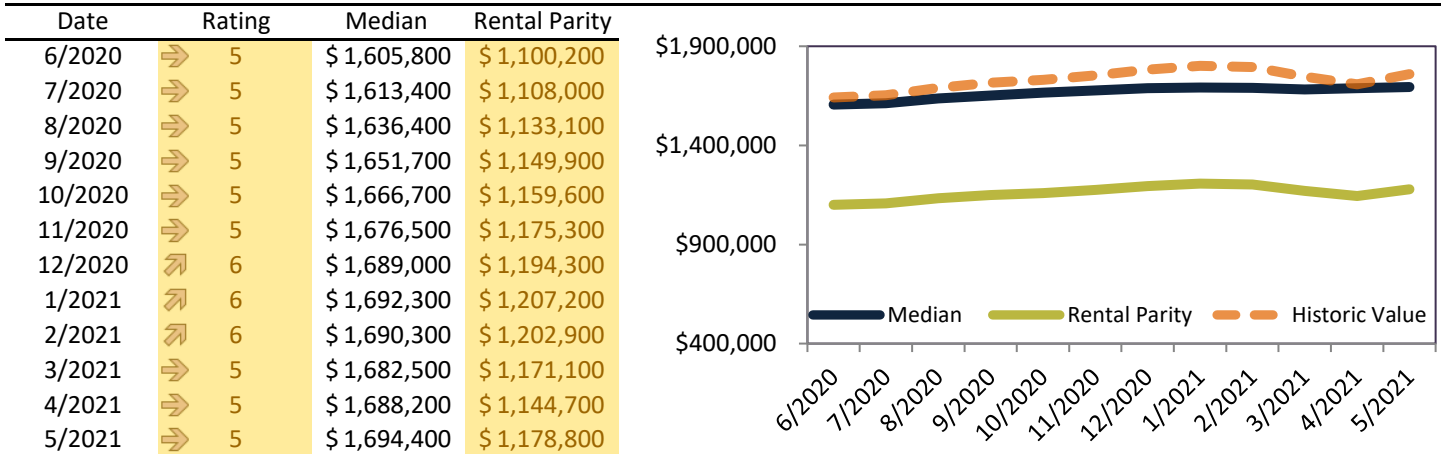 Date Rating Median Rental Parity
6/2020 5 $ 1,605,800 $ 1,100,200
7/2020 5 $ 1,613,400 $ 1,108,000
8/2020 5 $ 1,636,400 $ 1,133,100
9/2020 5 $ 1,651,700 $ 1,149,900
10/2020 5 $ 1,666,700 $ 1,159,600
11/2020 5 $ 1,676,500 $ 1,175,300
12/2020 6 $ 1,689,000 $ 1,194,300
1/2021 6 $ 1,692,300 $ 1,207,200
2/2021 6 $ 1,690,300 $ 1,202,900
3/2021 5 $ 1,682,500 $ 1,171,100
4/2021 5 $ 1,688,200 $ 1,144,700
5/2021 5 $ 1,694,400 $ 1,178,800
$1,900,000
$1,400,000
$900,000
$400,000
Median Rental Parity Historic Value
6/2020 7/2020 8/2020 9/2020 10/2020 11/2020 12/2020 1/2021 2/2021 3/2021 4/2021 5/2021